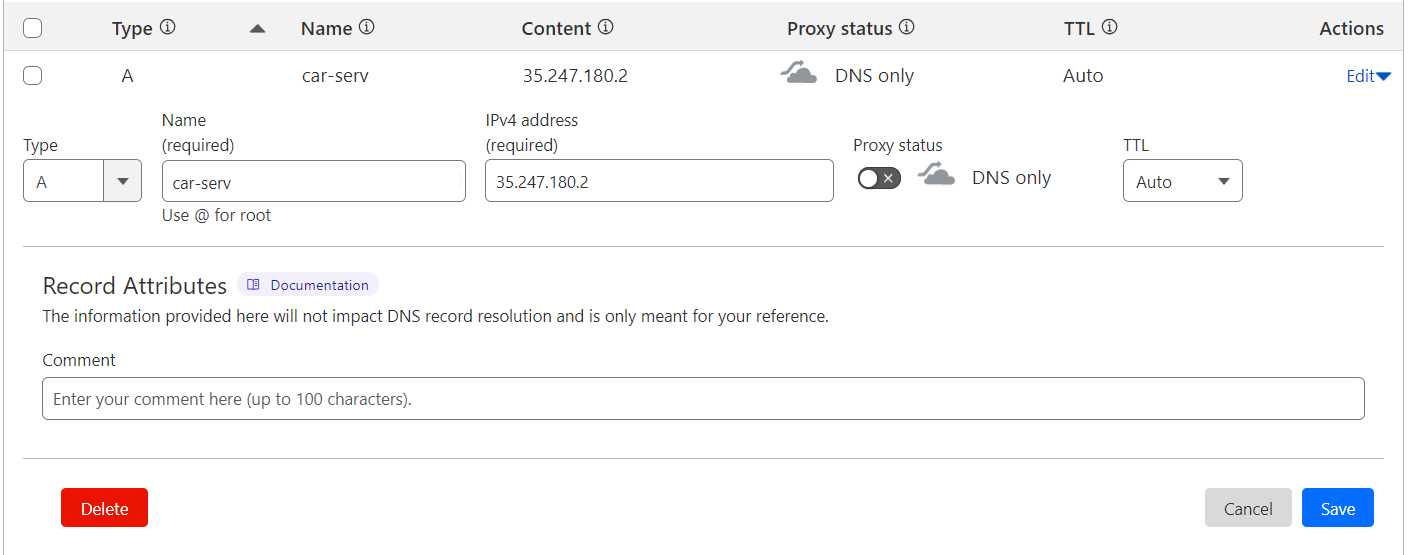 Type Name Content Proxy status TTL Actions
A car-serv 35.247.180.2 DNS only Auto Edit
Name IPv4 address
Type (required) (required) Proxy status TTL
A car-serv 35.247.180.2 DNS only Auto
Use @ for root
Record Attributes Documentation
The information provided here will not impact DNS record resolution and is only meant for your reference.
Comment
Enter your comment here (up to 100 characters).
Delete Cancel Save